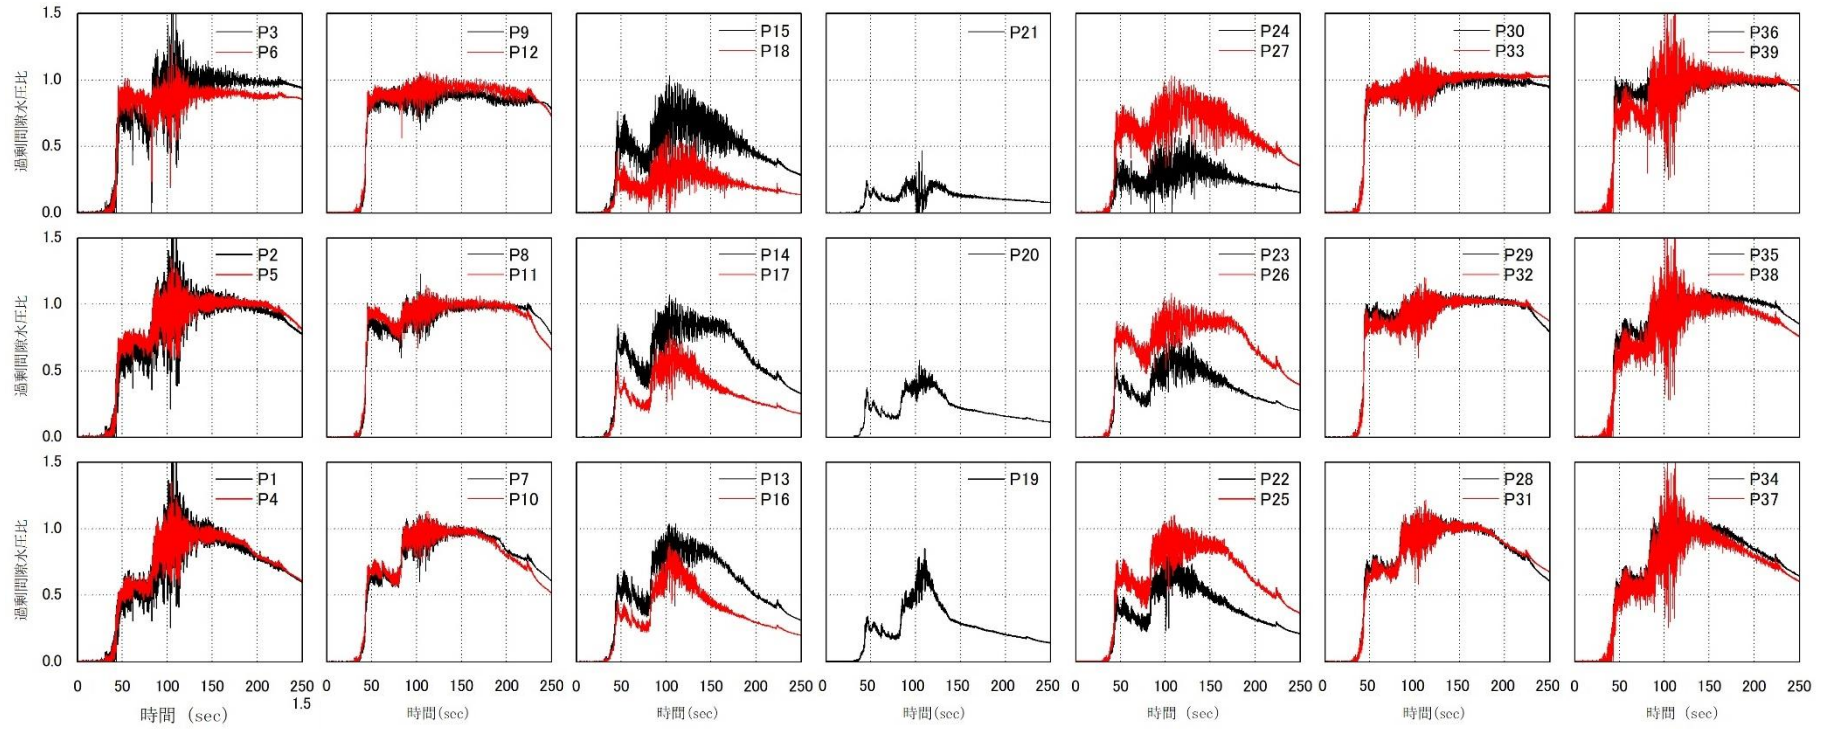 1.5
P3
P6
P9
P12
P15
P18
P21
P24
P27
P30
P33
P36
P39
1.0
0.5
0.0
過剰間隙水圧比
1.5
P2
P5
P8
P11
P14
P17
P20
P23
P26
P29
P32
P35
P38
1.0
0.5
0.0
過剰間隙水圧比
1.5
P1
P4
P7
P10
P13
P16
P19
P22
P25
P28
P31
P34
P37
1.0
0.5
0.0
過剰間隙水圧比
0 50 100 150 200 250
0 50 100 150 200 250
0 50 100 150 200 250
0 50 100 150 200 250
0 50 100 150 200 250
0 50 100 150 200 250
0 50 100 150 200 250
1.5
時間 (sec)
時間(sec)
時間(sec)
時間(sec)
時間 (sec)
時間(sec)
時間 (sec)